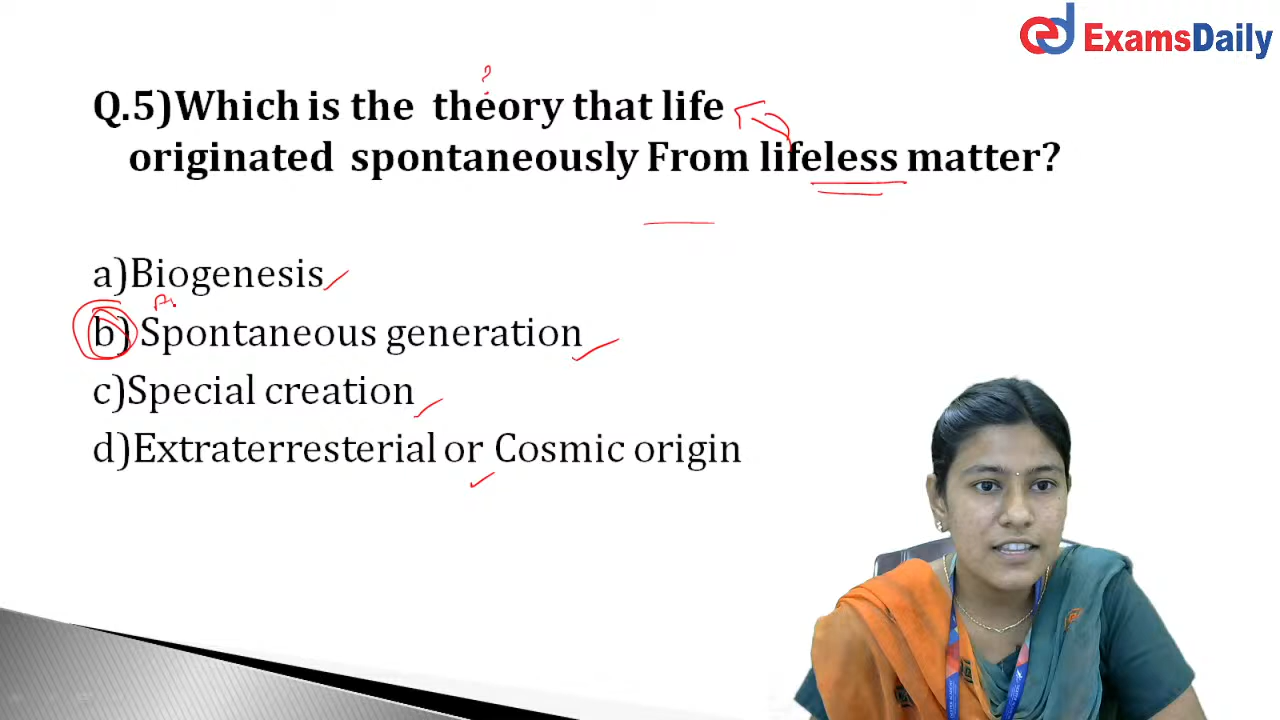 ExamsDaily
Q.5)Which is the theory that life
originated spontaneously From lifeless matter?
a)Biogenesis
b) Spontaneous generation
c)Special creation
d)Extraterresterial or Cosmic origin